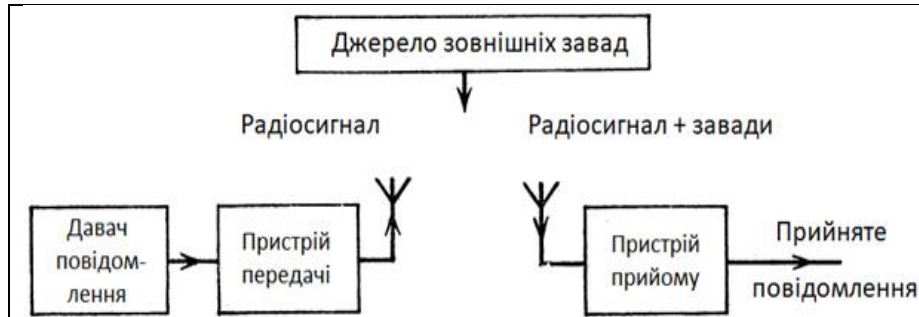 Джерело зовнішніх завад
Радіосигнал
Радіосигнал + завади
Давач
повідом-
лення
Пристрій
передачі
Пристрій
прийому
Прийняте
повідомлення